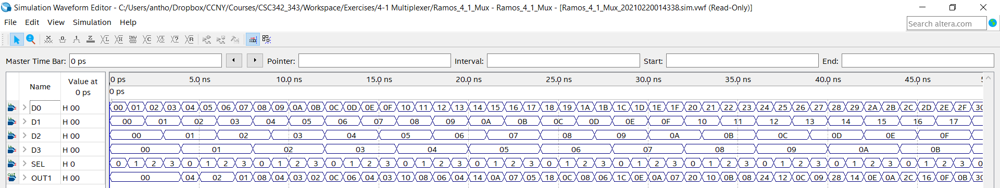 Simulation Waveform Editor - C:/Users/antho/Dropbox/CCNY/Courses/CSC342_343/Workspace/Exercises/4-1 Multiplexer/Ramos_4_1_Mux - Ramos_4_1_Mux - [Ramos_4_1_Mux_20210220014338.sim.vwf (Read-Only)]
File Edit View Simulation Help
Search altera.com
Master Time Bar: 0 ps Pointer: Interval: Start: End:
Name Value at 0 ps 0 ps 5.0 ns 10.0 ns 15.0 ns 20.0 ns 25.0 ns 30.0 ns 35.0 ns 40.0 ns 45.0 ns
0 ps
D0 H 00 00 01 02 03 04 05 06 07 08 09 0A 0B 0C 0D 0E 0F 10 11 12 13 14 15 16 17 18 19 1A 1B 1C 1D 1E 1F 20 21 22 23 24 25 26 27 28 29 2A 2B 2C 2D 2E 2F 30
D1 H 00 00 01 02 03 04 05 06 07 08 09 0A 0B 0C 0D 0E 0F 10 11 12 13 14 15 16 17
D2 H 00 00 01 02 03 04 05 06 07 08 09 0A 0B 0C 0D 0E 0F
D3 H 00 00 01 02 03 04 05 06 07 08 09 0A 0B
SEL H 0 0 1 2 3 0 1 2 3 0 1 2 3 0 1 2 3 0 1 2 3 0 1 2 3 0 1 2 3 0 1 2 3 0 1 2 3 0 1 2 3 0 1 2 3 0 1 2 3 0
OUT1 H 00 00 04 02 01 08 04 03 02 0C 06 04 03 10 08 06 04 14 0A 07 05 18 0C 08 06 1C 0E 0A 07 20 10 0B 08 24 12 0C 09 28 14 0E 0A 2C 16 0F 0B 30